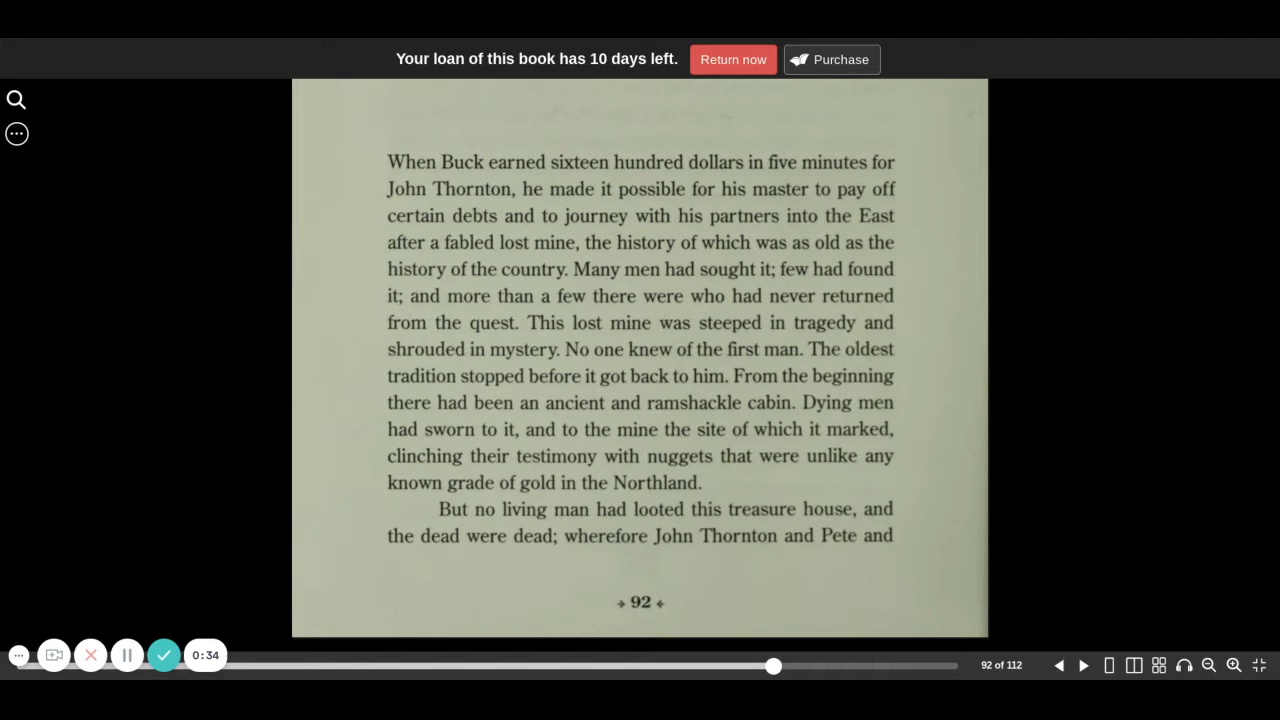 Your loan of this book has 10 days left. Return now Purchase
When Buck earned sixteen hundred dollars in five minutes for
John Thornton, he made it possible for his master to pay off
certain debts and to journey with his partners into the East
after a fabled lost mine, the history of which was as old as the
history of the country. Many men had sought it; few had found
it; and more than a few there were who had never returned
from the quest. This lost mine was steeped in tragedy and
shrouded in mystery. No one knew of the first man. The oldest
tradition stopped before it got back to him. From the beginning
there had been an ancient and ramshackle cabin. Dying men
had sworn to it, and to the mine the site of which it marked,
clinching their testimony with nuggets that were unlike any
known grade of gold in the Northland.
But no living man had looted this treasure house, and
the dead were dead; wherefore John Thornton and Pete and
92
0:34
92 of 112